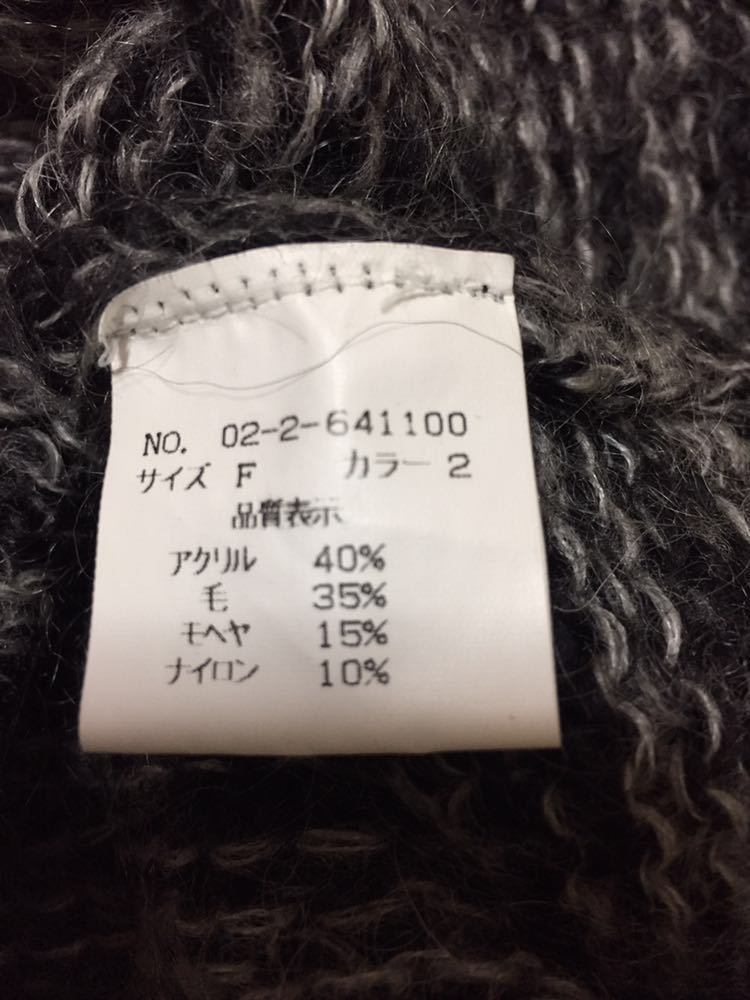 NO. 02-2-641100
サイズ F カラー 2
品質表示
アクリル 40%
毛 35%
モヘヤ 15%
ナイロン 10%